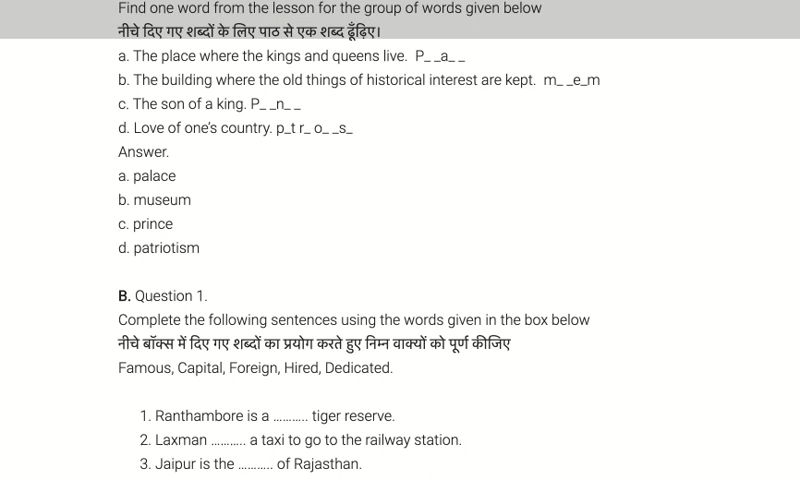 Find one word from the lesson for the group of words given below
नीचे दिए गए शब्दों के लिए पाठ से एक शब्द ढूँढ़िए।
a. The place where the kings and queens live. P_ _a_ _
b. The building where the old things of historical interest are kept. m_ _e_m
c. The son of a king. P_ _n_ _
d. Love of one's country. p_t r_ o_ _s_
Answer.
a. palace
b. museum
c. prince
d. patriotism
B. Question 1.
Complete the following sentences using the words given in the box below
नीचे बॉक्स में दिए गए शब्दों का प्रयोग करते हुए निम्न वाक्यों को पूर्ण कीजिए
Famous, Capital, Foreign, Hired, Dedicated.
1. Ranthambore is a ……….. tiger reserve.
2. Laxman ……….. a taxi to go to the railway station.
3. Jaipur is the ……….. of Rajasthan.